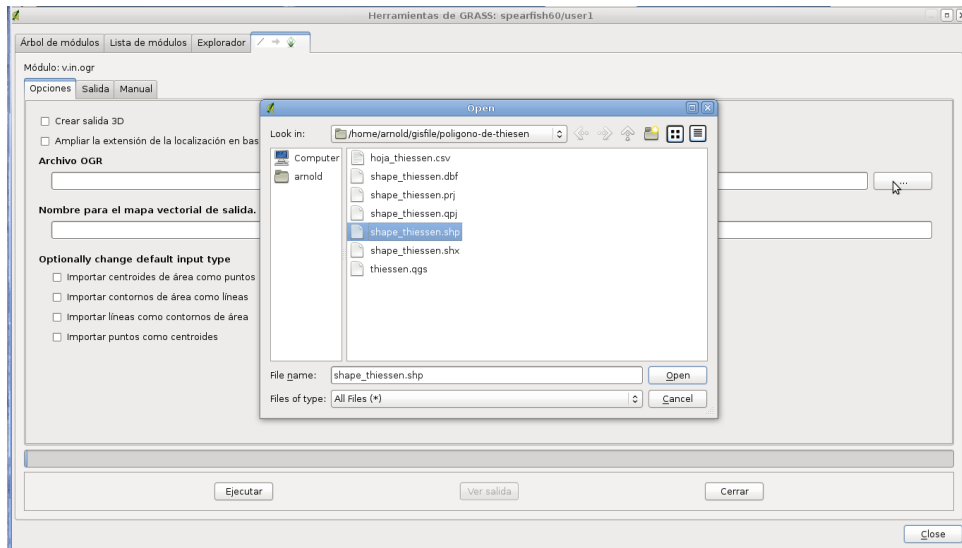 Herramientas de GRASS: spearfish60/user1
Árbol de módulos Lista de módulos Explorador
Módulo: v.in.ogr
Opciones Salida Manual
Crear salida 3D
Ampliar la extensión de la localización en bas
Archivo OGR
...
Nombre para el mapa vectorial de salida.
Optionally change default input type
Importar centroides de área como puntos
Importar contornos de área como líneas
Importar líneas como contornos de área
Importar puntos como centroides
Open
Look in: /home/arnold/gisfile/poligono-de-thiesen
Computer
arnold
hoja_thiessen.csv
shape_thiessen.dbf
shape_thiessen.prj
shape_thiessen.qpj
shape_thiessen.shp
shape_thiessen.shx
thiessen.qgs
File name: shape_thiessen.shp Open
Files of type: All Files (*) Cancel
Ejecutar Ver salida Cerrar
Close